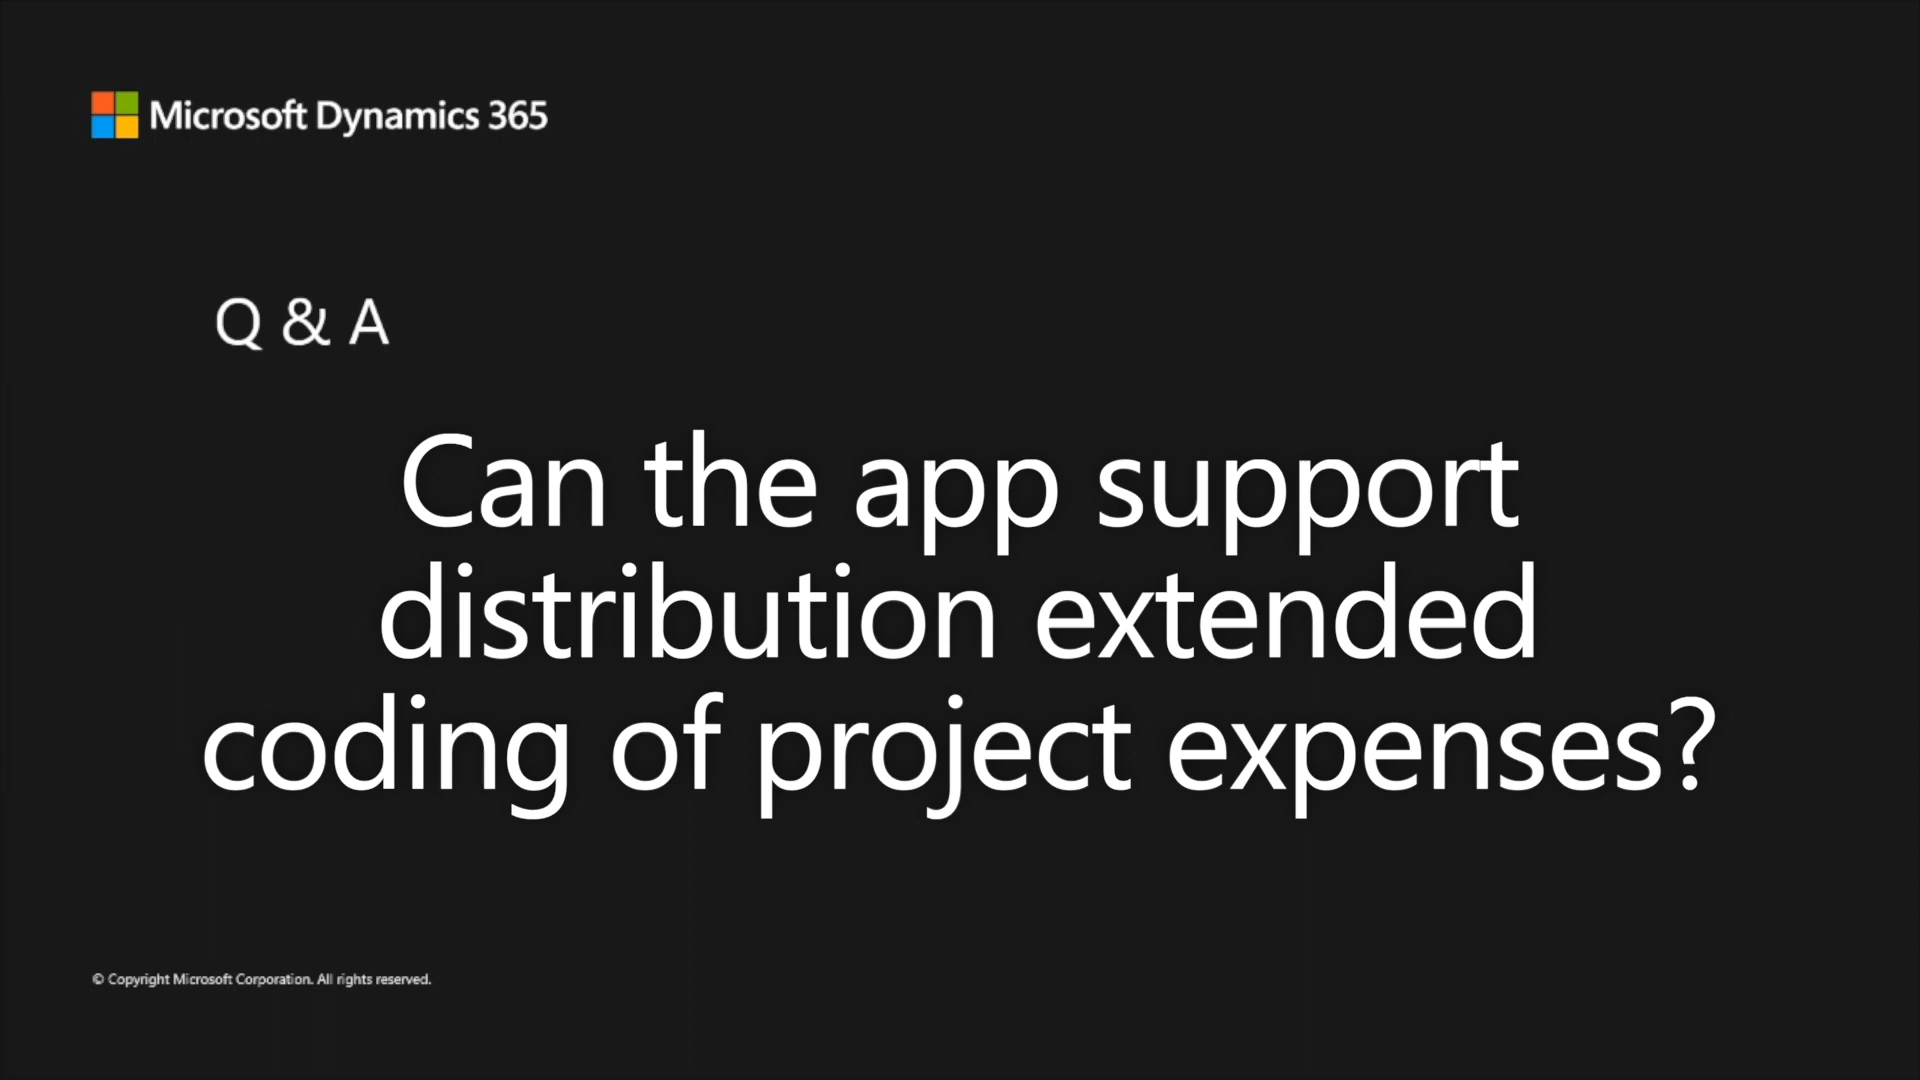 Microsoft Dynamics 365
Q & A
Can the app support
distribution extended
coding of project expenses?
© Copyright Microsoft Corporation. All rights reserved.